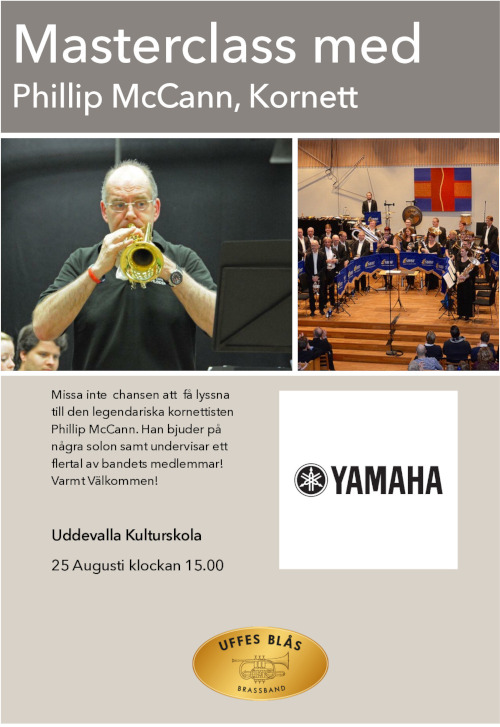 Masterclass med
Phillip McCann, Kornett
Missa inte chansen att få lyssna
till den legendariska kornettisten
Phillip McCann. Han bjuder på
några solon samt undervisar ett
flertal av bandets medlemmar!
Varmt Välkommen!
YAMAHA
Uddevalla Kulturskola
25 Augusti klockan 15.00
UFFES BLÅS
BRASSBAND